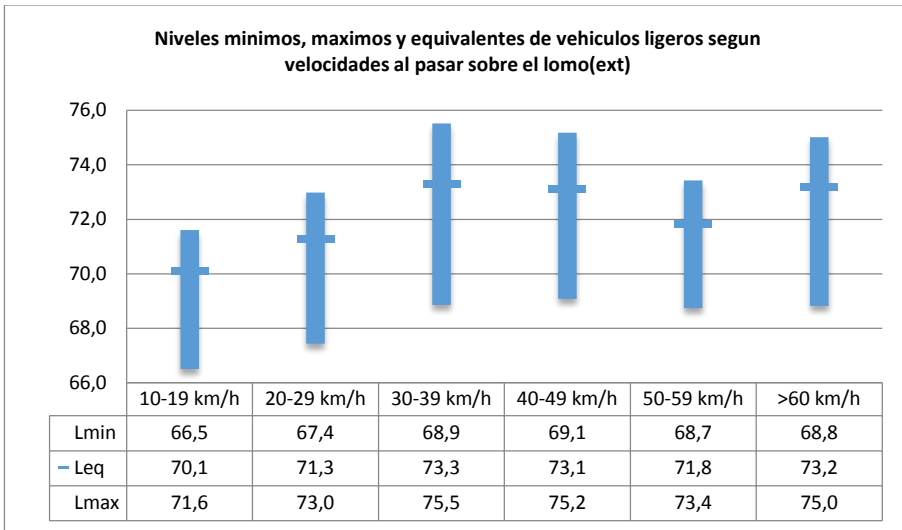 Niveles minimos, maximos y equivalentes de vehiculos ligeros segun
velocidades al pasar sobre el lomo(ext)
76,0
74,0
72,0
70,0
68,0
66,0
10-19 km/h 20-29 km/h 30-39 km/h 40-49 km/h 50-59 km/h >60 km/h
Lmin 66,5 67,4 68,9 69,1 68,7 68,8
Leq 70,1 71,3 73,3 73,1 71,8 73,2
Lmax 71,6 73,0 75,5 75,2 73,4 75,0